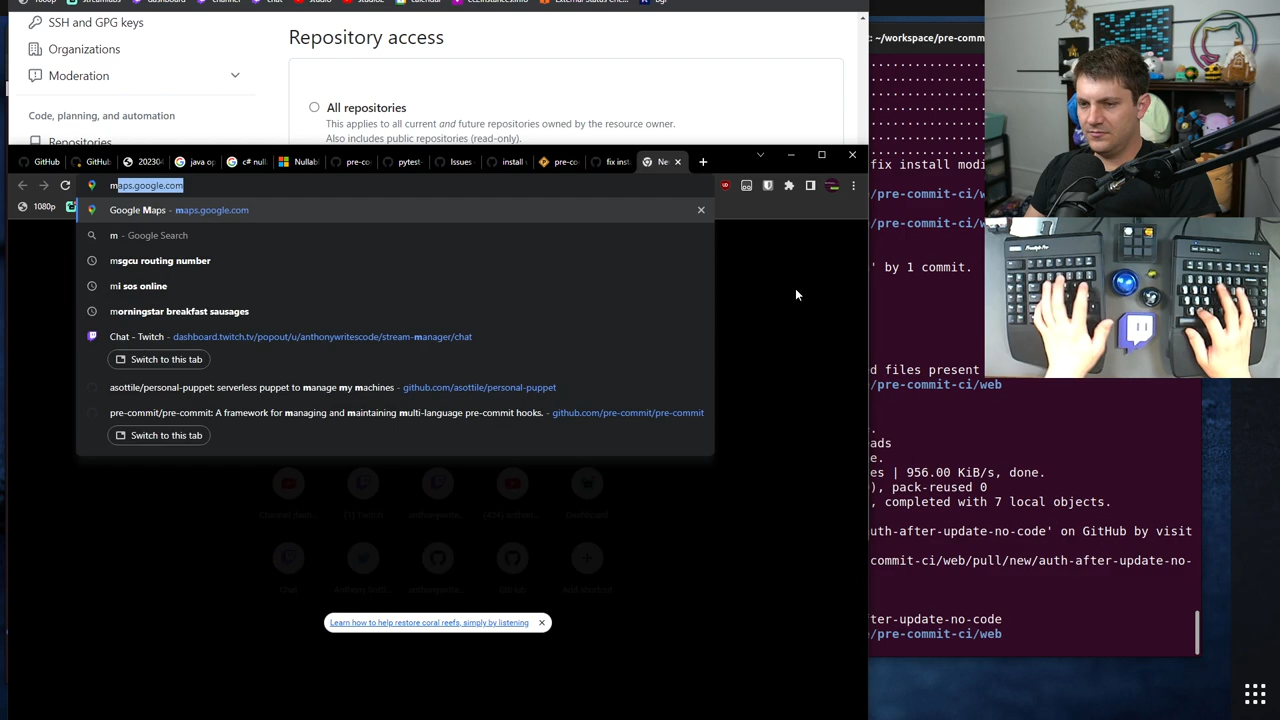 SSH and GPG keys
Organizations
Moderation
Code, planning, and automation
Repository access
All repositories
This applies to all current and future repositories owned by the resource owner.
Also includes public repositories (read-only).
: ~/workspace/pre-comm
GitHub
GitHub
20230
java op
c# null
Nullabl
pre-co
pytest-
Issues
install
pre-co
fix inst
Ne
maps.google.com
1080p
Google Maps - maps.google.com
m - Google Search
msgcu routing number
mi sos online
morningstar breakfast sausages
Chat - Twitch - dashboard.twitch.tv/popout/u/anthonywritescode/stream-manager/chat
Switch to this tab
asottile/personal-puppet: serverless puppet to manage my machines - github.com/asottile/personal-puppet
pre-commit/pre-commit: A framework for managing and maintaining multi-language pre-commit hooks. - github.com/pre-commit/pre-commit
Switch to this tab
Learn how to help restore coral reefs, simply by listening
fix install modi
' by 1 commit.
ed files present
e/pre-commit-ci/web
ads
e.
es | 956.00 KiB/s, done.
), pack-reused 0
, completed with 7 local objects.
uth-after-update-no-code' on GitHub by visit
commit-ci/web/pull/new/auth-after-update-no-
ter-update-no-code
e/pre-commit-ci/web